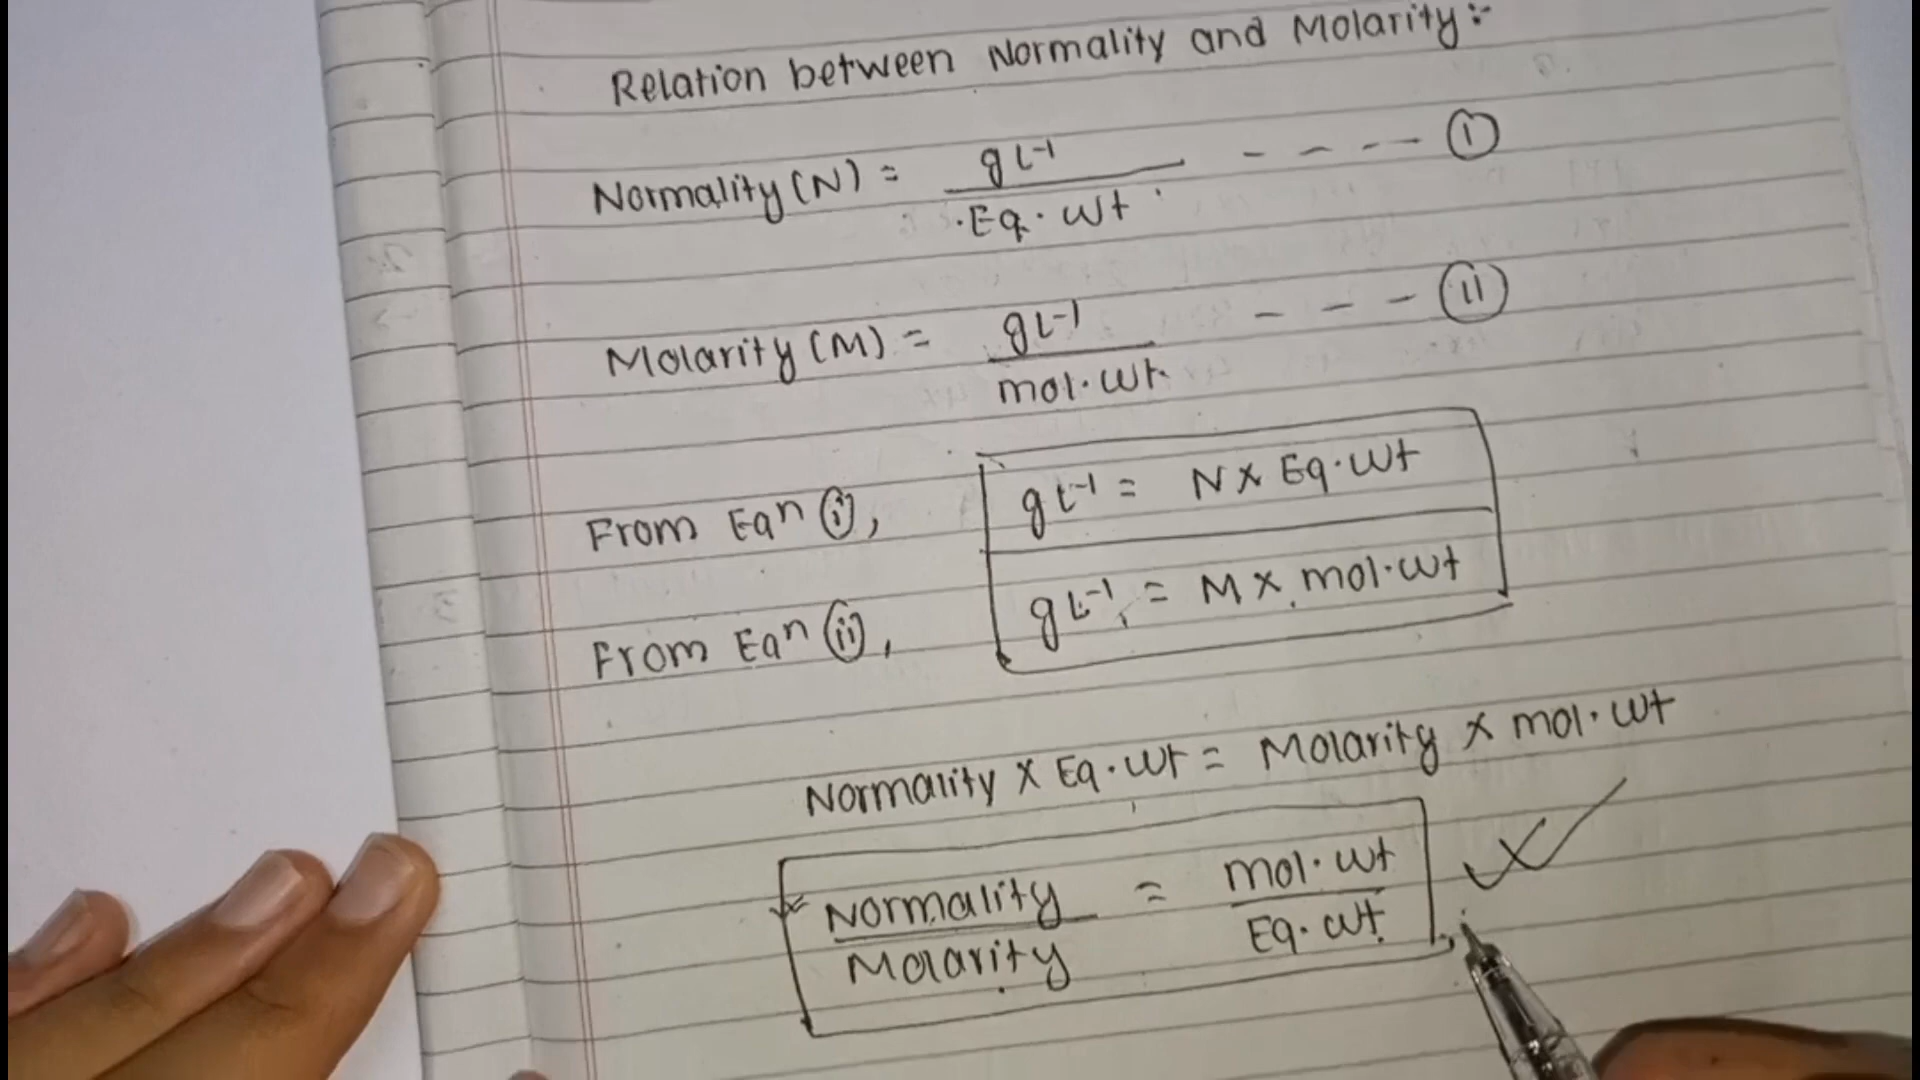 Relation between Normality and Molarity:-
Normality (N) = gL⁻¹ / Eq. wt ---- (i)
Molarity (M) = gL⁻¹ / mol. wt. --- (ii)
From Eqn (i), gL⁻¹ = N x Eq. wt
From Eqn (ii), gL⁻¹ = M x mol. wt
Normality x Eq. wt = Molarity x mol. wt
Normality / Molarity = mol. wt / Eq. wt